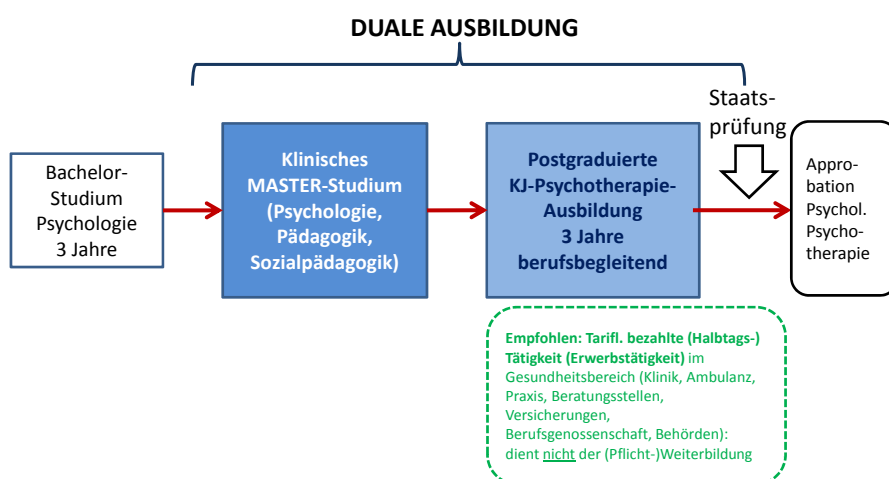 DUALE AUSBILDUNG
Bachelor-
Studium
Psychologie
3 Jahre
Klinisches
MASTER-Studium
(Psychologie,
Pädagogik,
Sozialpädagogik)
Postgraduierte
KJ-Psychotherapie-
Ausbildung
3 Jahre
berufsbegleitend
Staats-
prüfung
Appro-
bation
Psychol.
Psycho-
therapie
Empfohlen: Tarifl. bezahlte (Halbtags-)
Tätigkeit (Erwerbstätigkeit) im
Gesundheitsbereich (Klinik, Ambulanz,
Praxis, Beratungsstellen,
Versicherungen,
Berufsgenossenschaft, Behörden):
dient nicht der (Pflicht-)Weiterbildung